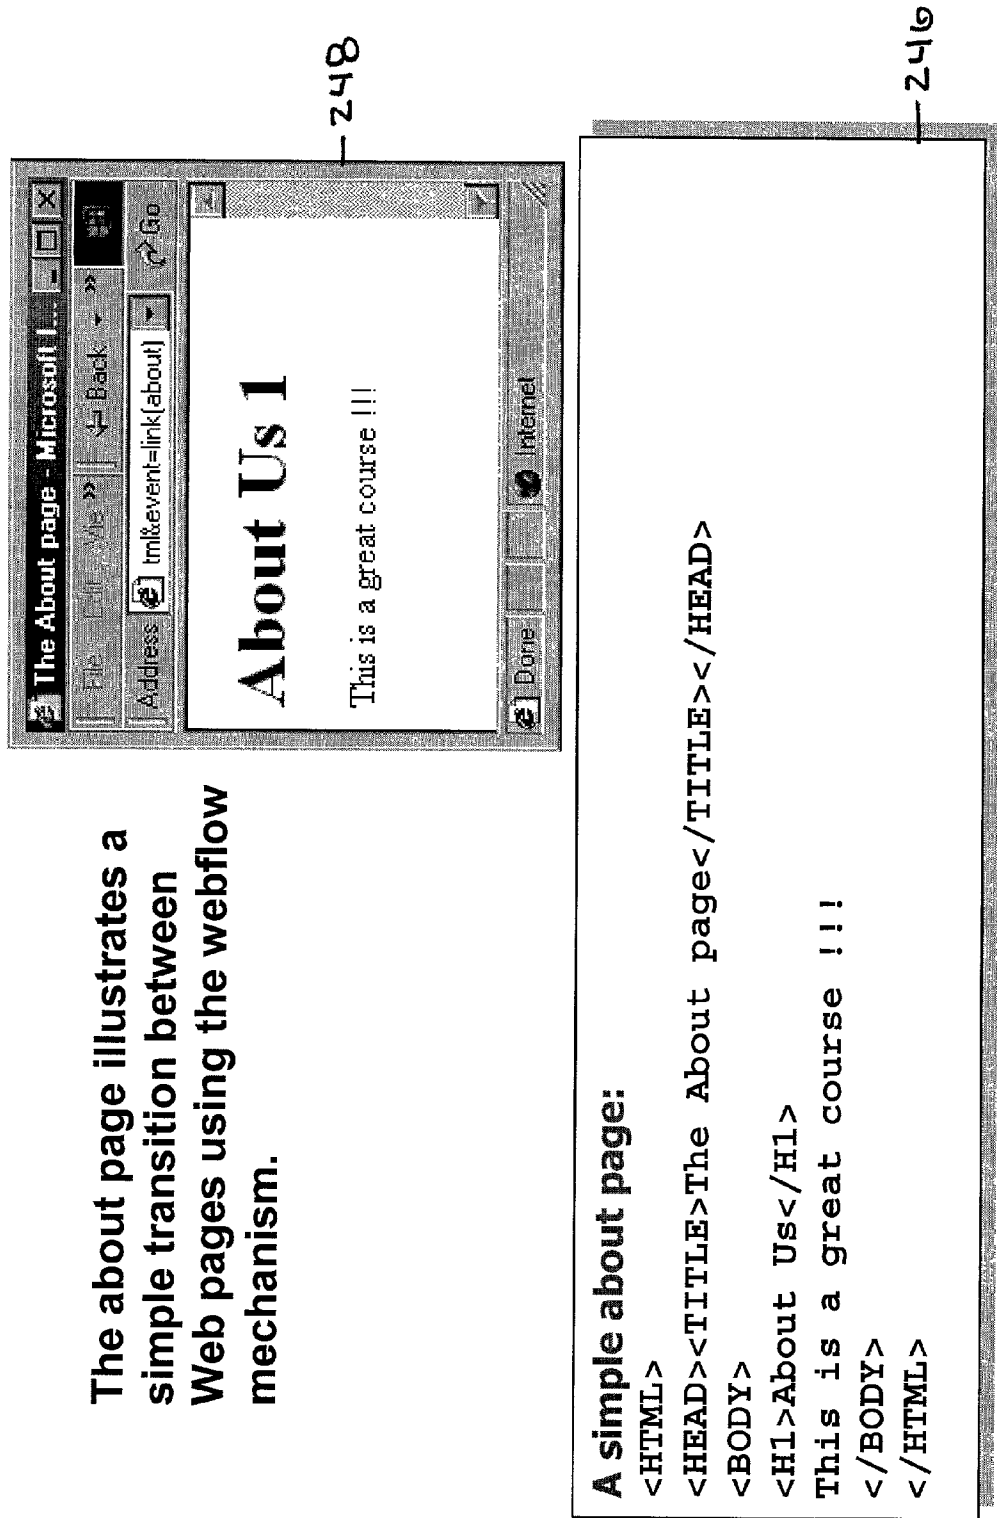 The about page illustrates a
simple transition between
Web pages using the webflow
mechanism.
The About page - Microsoft I...
File Edit Vie »
Back »
Address tml&event=link(about) Go
About Us 1
This is a great course !!!
Done
Internet
248
A simple about page:
<HTML>
<HEAD><TITLE>The About page</TITLE></HEAD>
<BODY>
<H1>About Us</H1>
This is a great course !!!
</BODY>
</HTML>
246